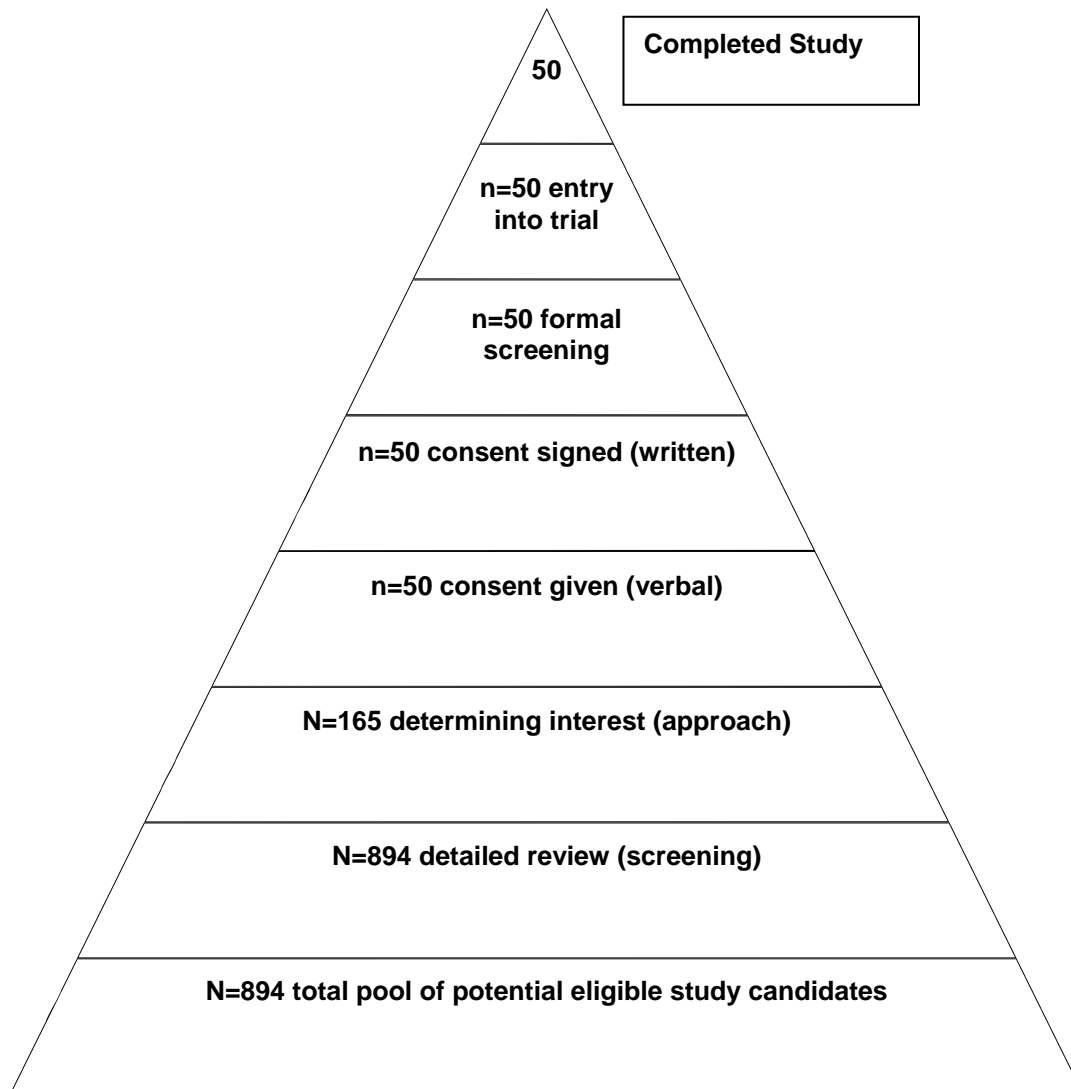 Completed Study
50
n=50 entry
into trial
n=50 formal
screening
n=50 consent signed (written)
n=50 consent given (verbal)
N=165 determining interest (approach)
N=894 detailed review (screening)
N=894 total pool of potential eligible study candidates